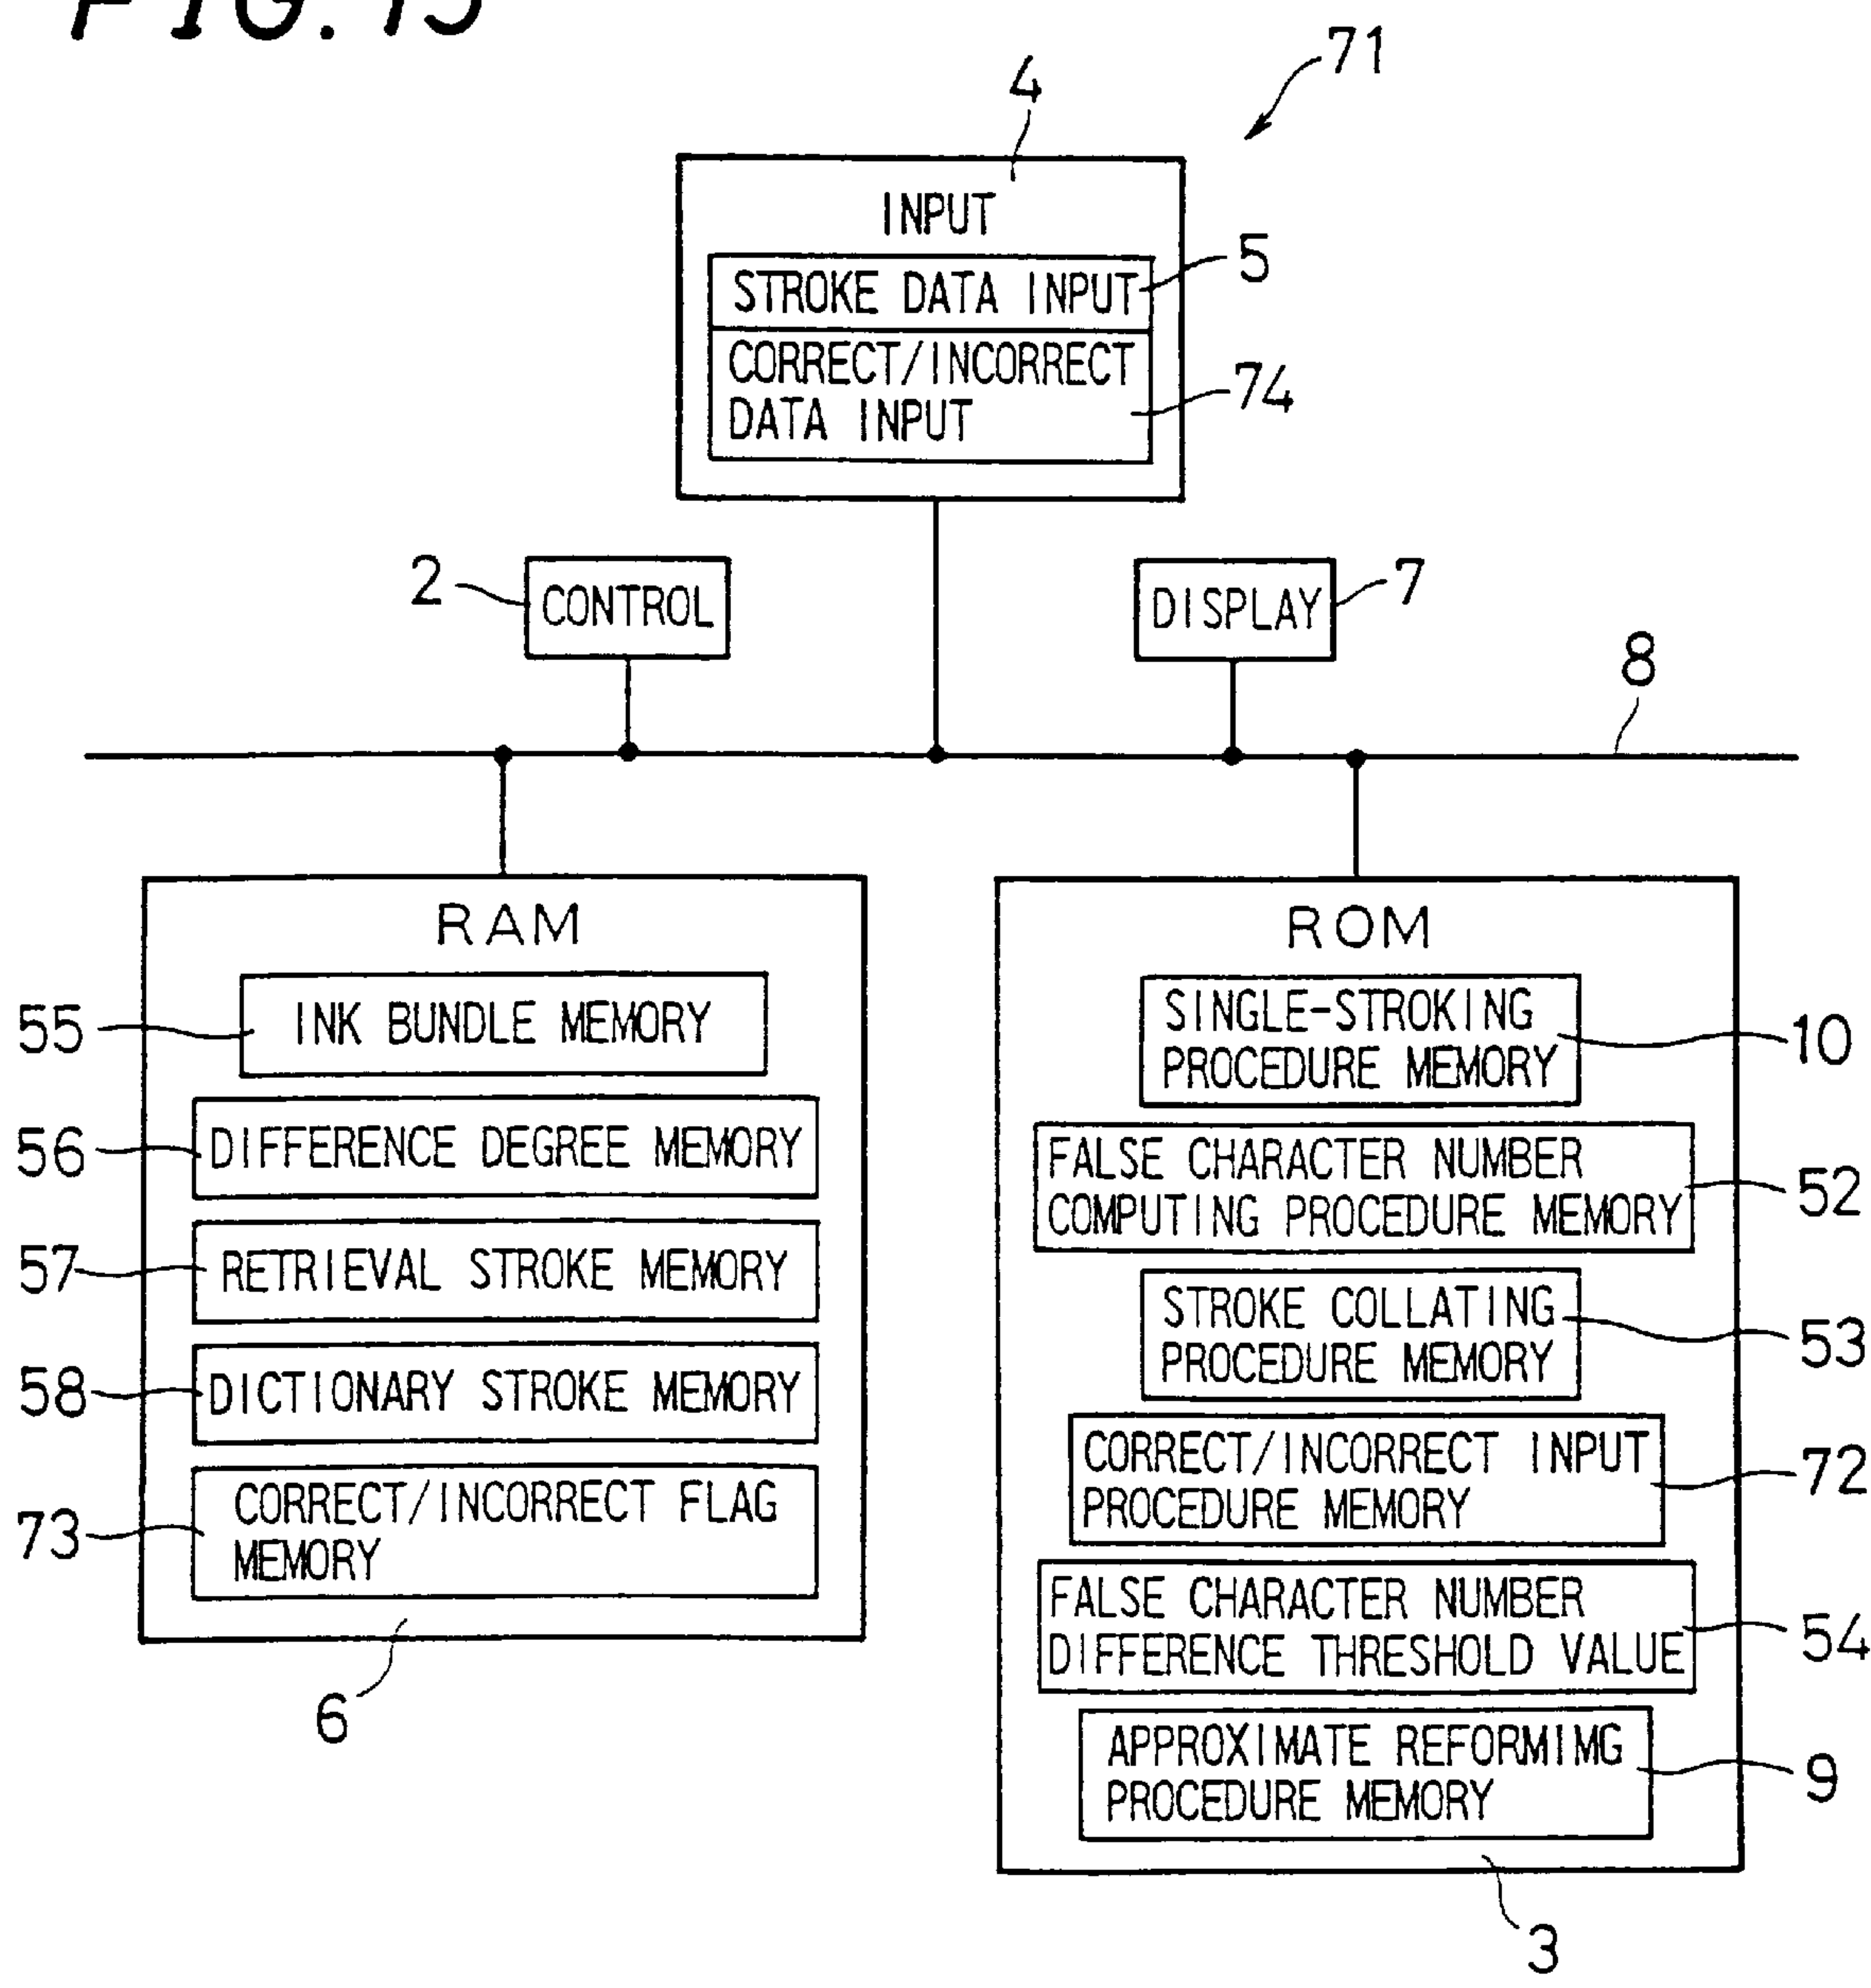 FIG. 15
71
4
INPUT
5
STROKE DATA INPUT
CORRECT/INCORRECT
DATA INPUT
74
2
CONTROL
DISPLAY
7
8
RAM
55
INK BUNDLE MEMORY
56
DIFFERENCE DEGREE MEMORY
57
RETRIEVAL STROKE MEMORY
58
DICTIONARY STROKE MEMORY
73
CORRECT/INCORRECT FLAG
MEMORY
6
ROM
SINGLE-STROKING
PROCEDURE MEMORY
10
FALSE CHARACTER NUMBER
COMPUTING PROCEDURE MEMORY
52
STROKE COLLATING
PROCEDURE MEMORY
53
CORRECT/INCORRECT INPUT
PROCEDURE MEMORY
72
FALSE CHARACTER NUMBER
DIFFERENCE THRESHOLD VALUE
54
APPROXIMATE REFORMIMG
PROCEDURE MEMORY
9
3